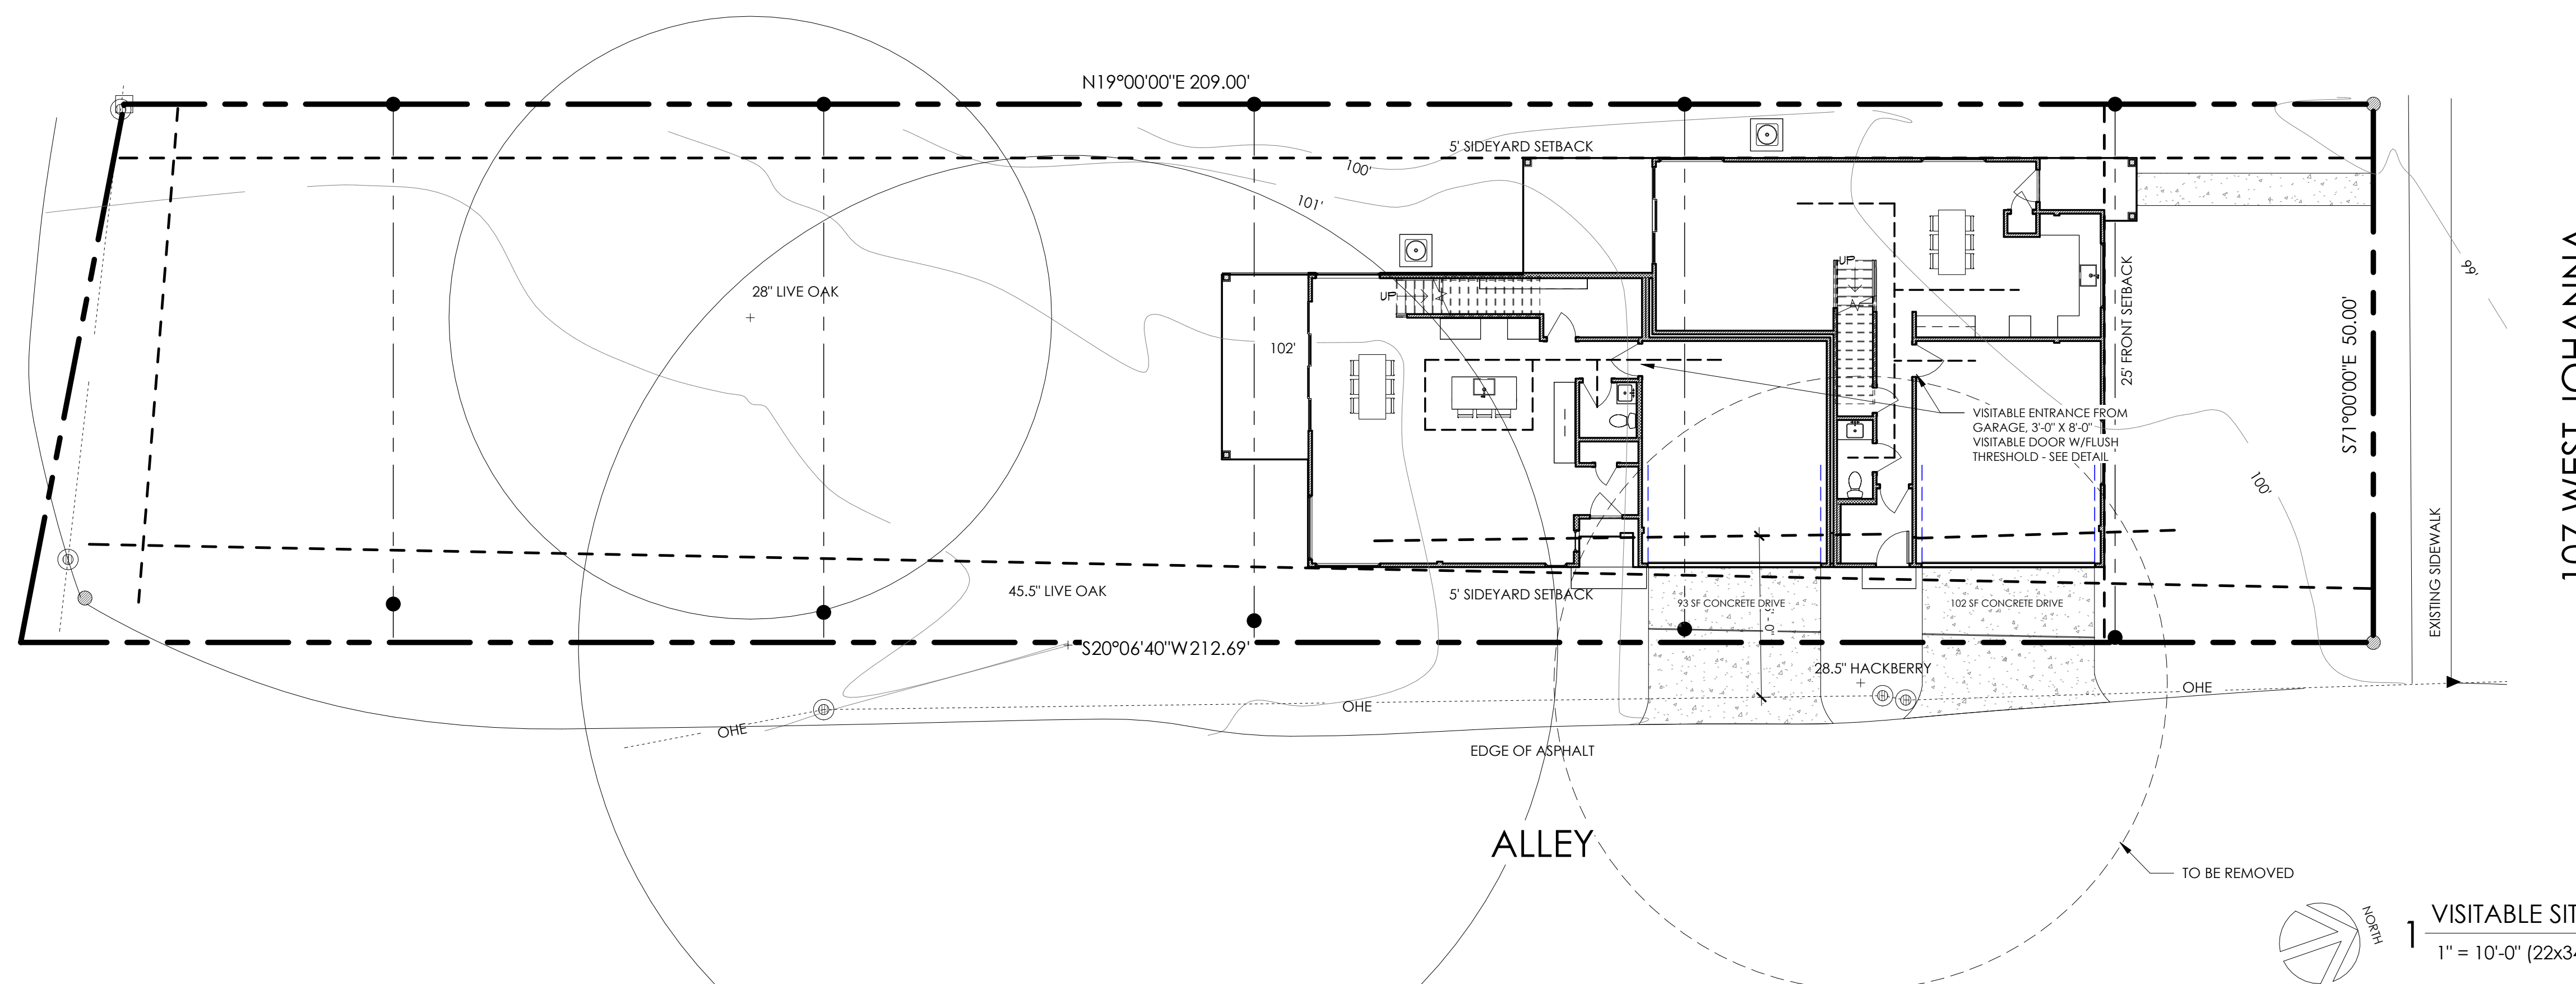 N19°00'00"E 209.00'
5' SIDEYARD SETBACK
100'
101'
99'
28" LIVE OAK
UP
UP
102'
25' FRONT SETBACK
S71°00'00"E 50.00'
VISITABLE ENTRANCE FROM
GARAGE, 3'-0" X 8'-0"
VISITABLE DOOR W/FLUSH
THRESHOLD - SEE DETAIL
100'
EXISTING SIDEWALK
45.5" LIVE OAK
5' SIDEYARD SETBACK
93 SF CONCRETE DRIVE
102 SF CONCRETE DRIVE
S20°06'40"W 212.69'
28.5" HACKBERRY
OHE
OHE
OHE
EDGE OF ASPHALT
ALLEY
TO BE REMOVED
NORTH
1
VISITABLE SIT
1" = 10'-0" (22x3